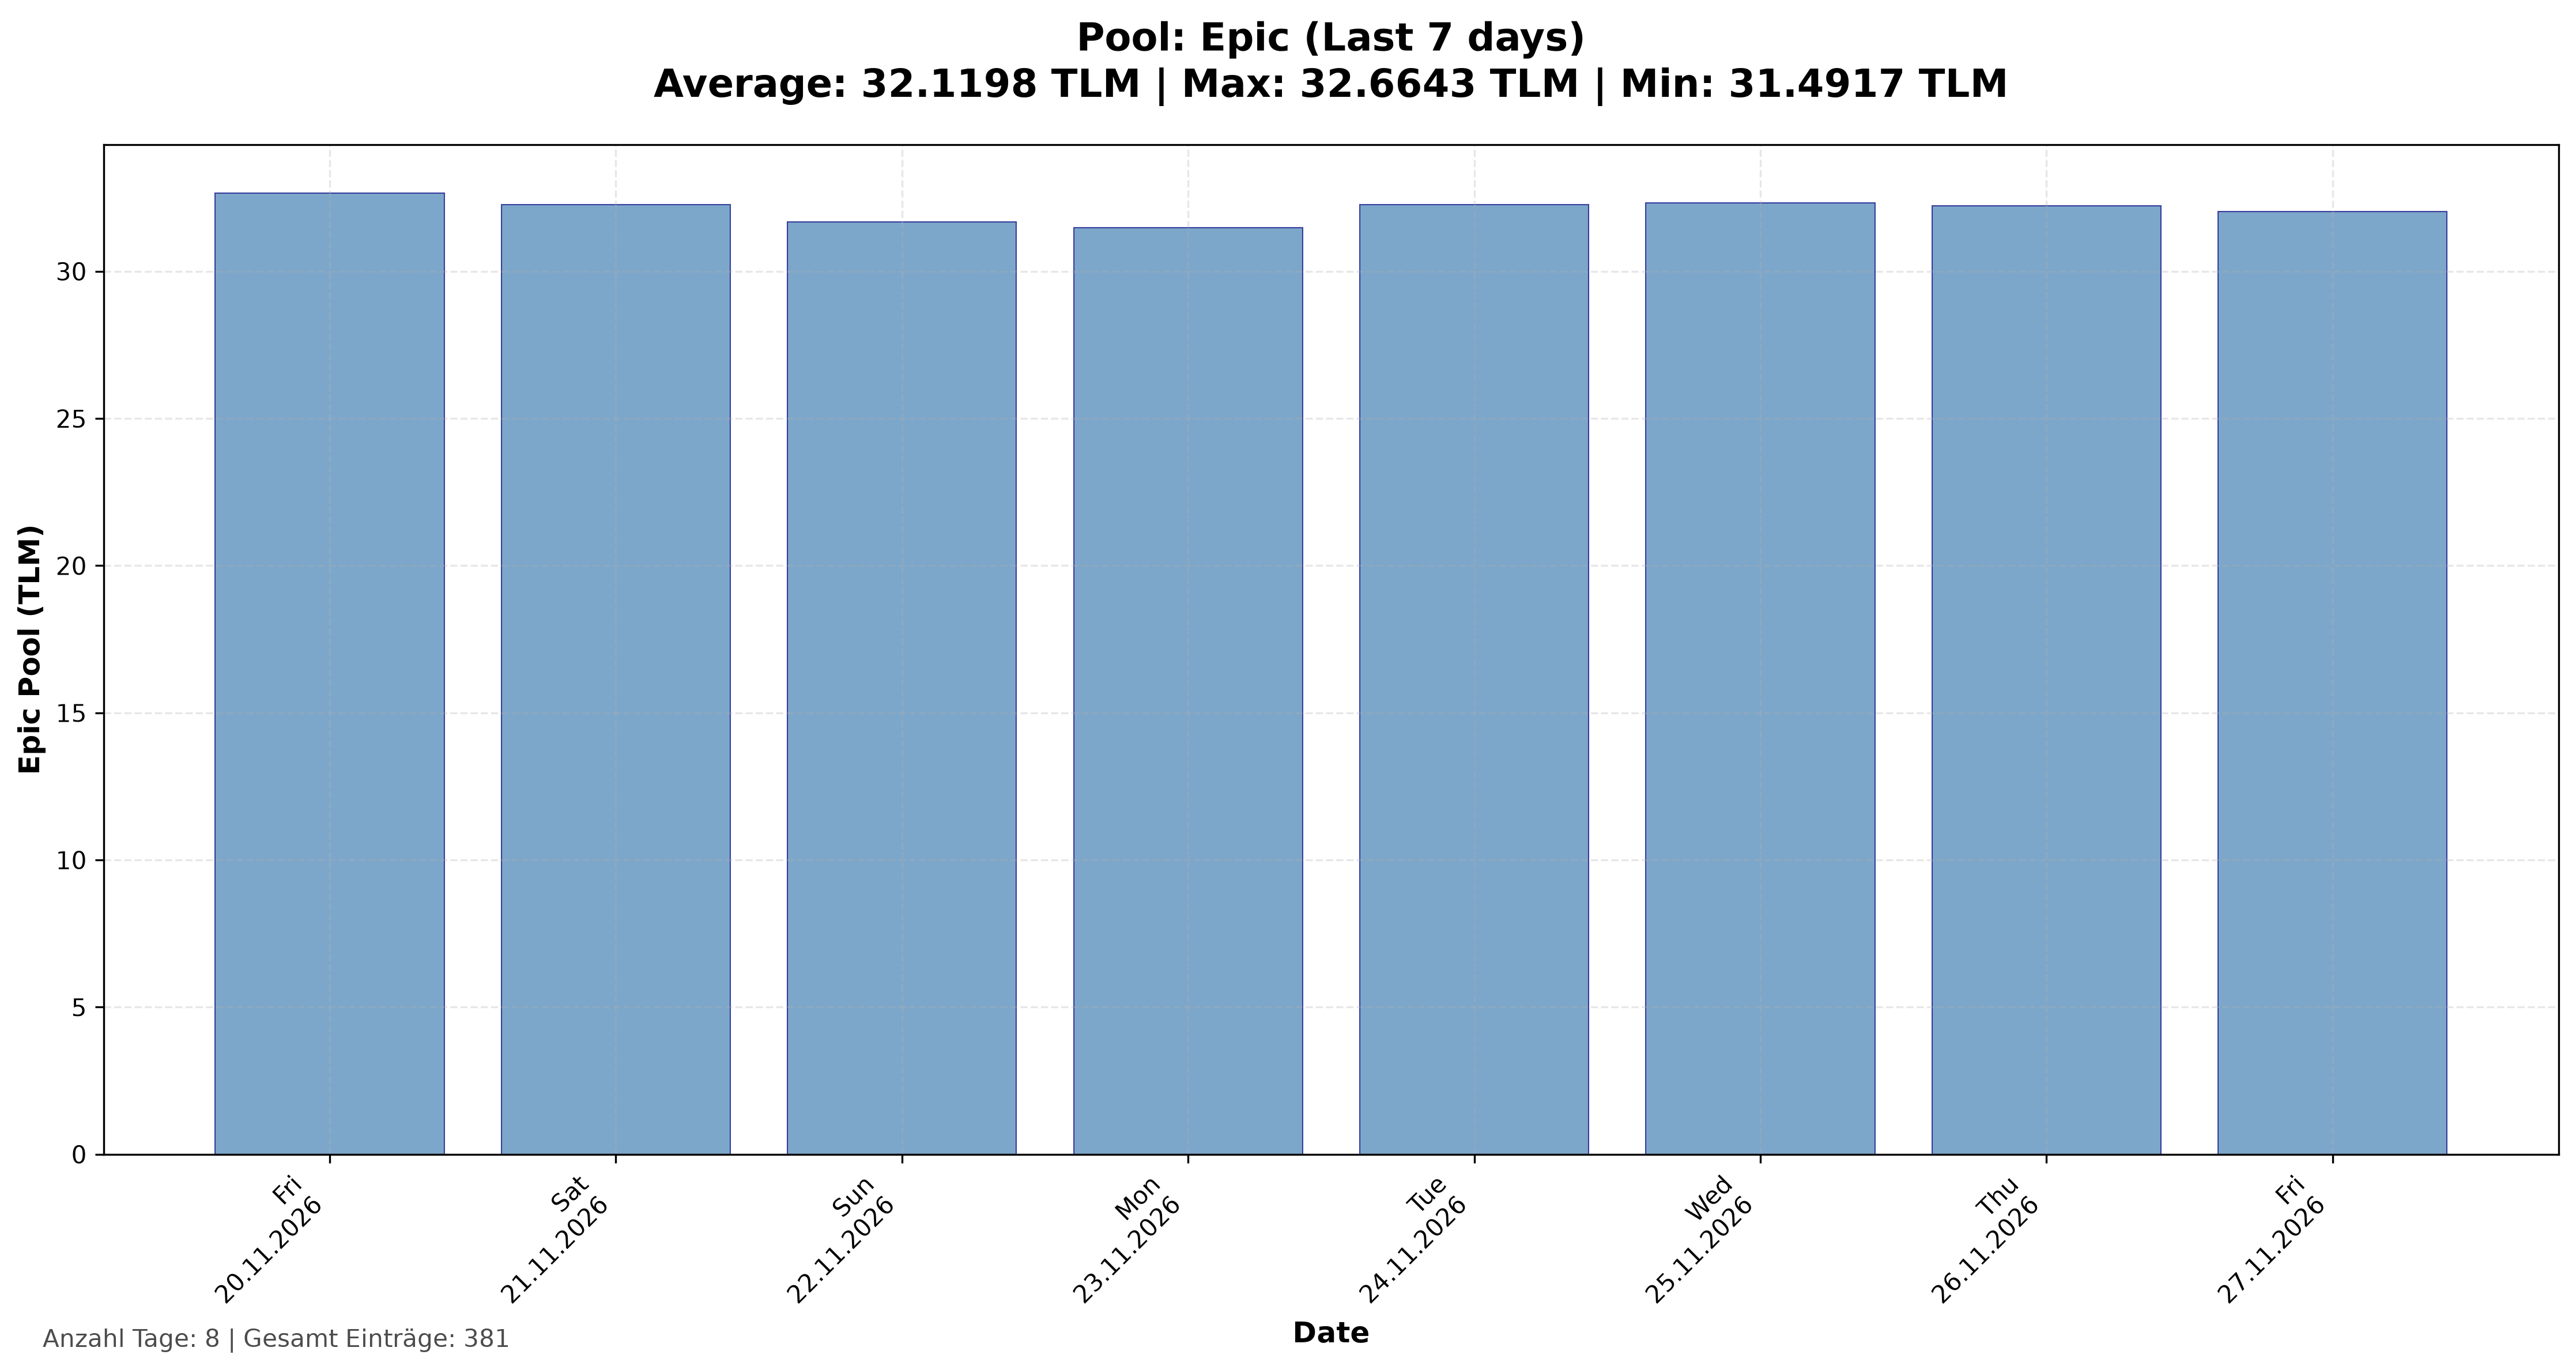 Pool: Epic (Last 7 days)
Average: 32.1198 TLM | Max: 32.6643 TLM | Min: 31.4917 TLM
Epic Pool (TLM)
30
25
20
15
10
5
0
Fri
20.11.2026
Sat
21.11.2026
Sun
22.11.2026
Mon
23.11.2026
Tue
24.11.2026
Wed
25.11.2026
Thu
26.11.2026
Fri
27.11.2026
Date
Anzahl Tage: 8 | Gesamt Einträge: 381